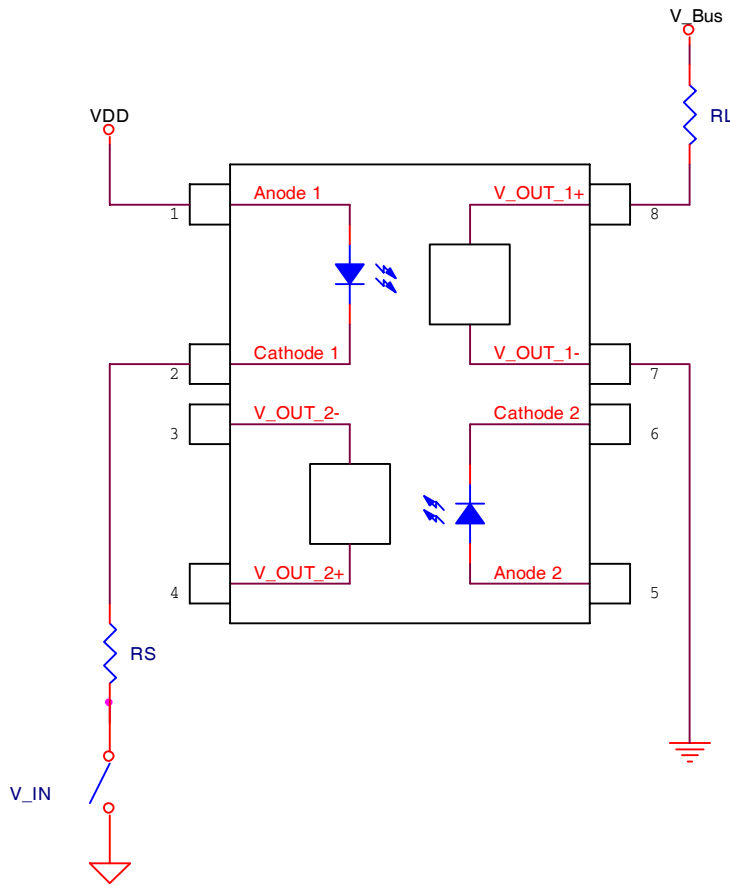 V_Bus
RL
VDD
Anode 1
V_OUT_1+
1
8
Cathode 1
V_OUT_1-
2
7
V_OUT_2-
Cathode 2
3
6
V_OUT_2+
Anode 2
4
5
RS
V_IN